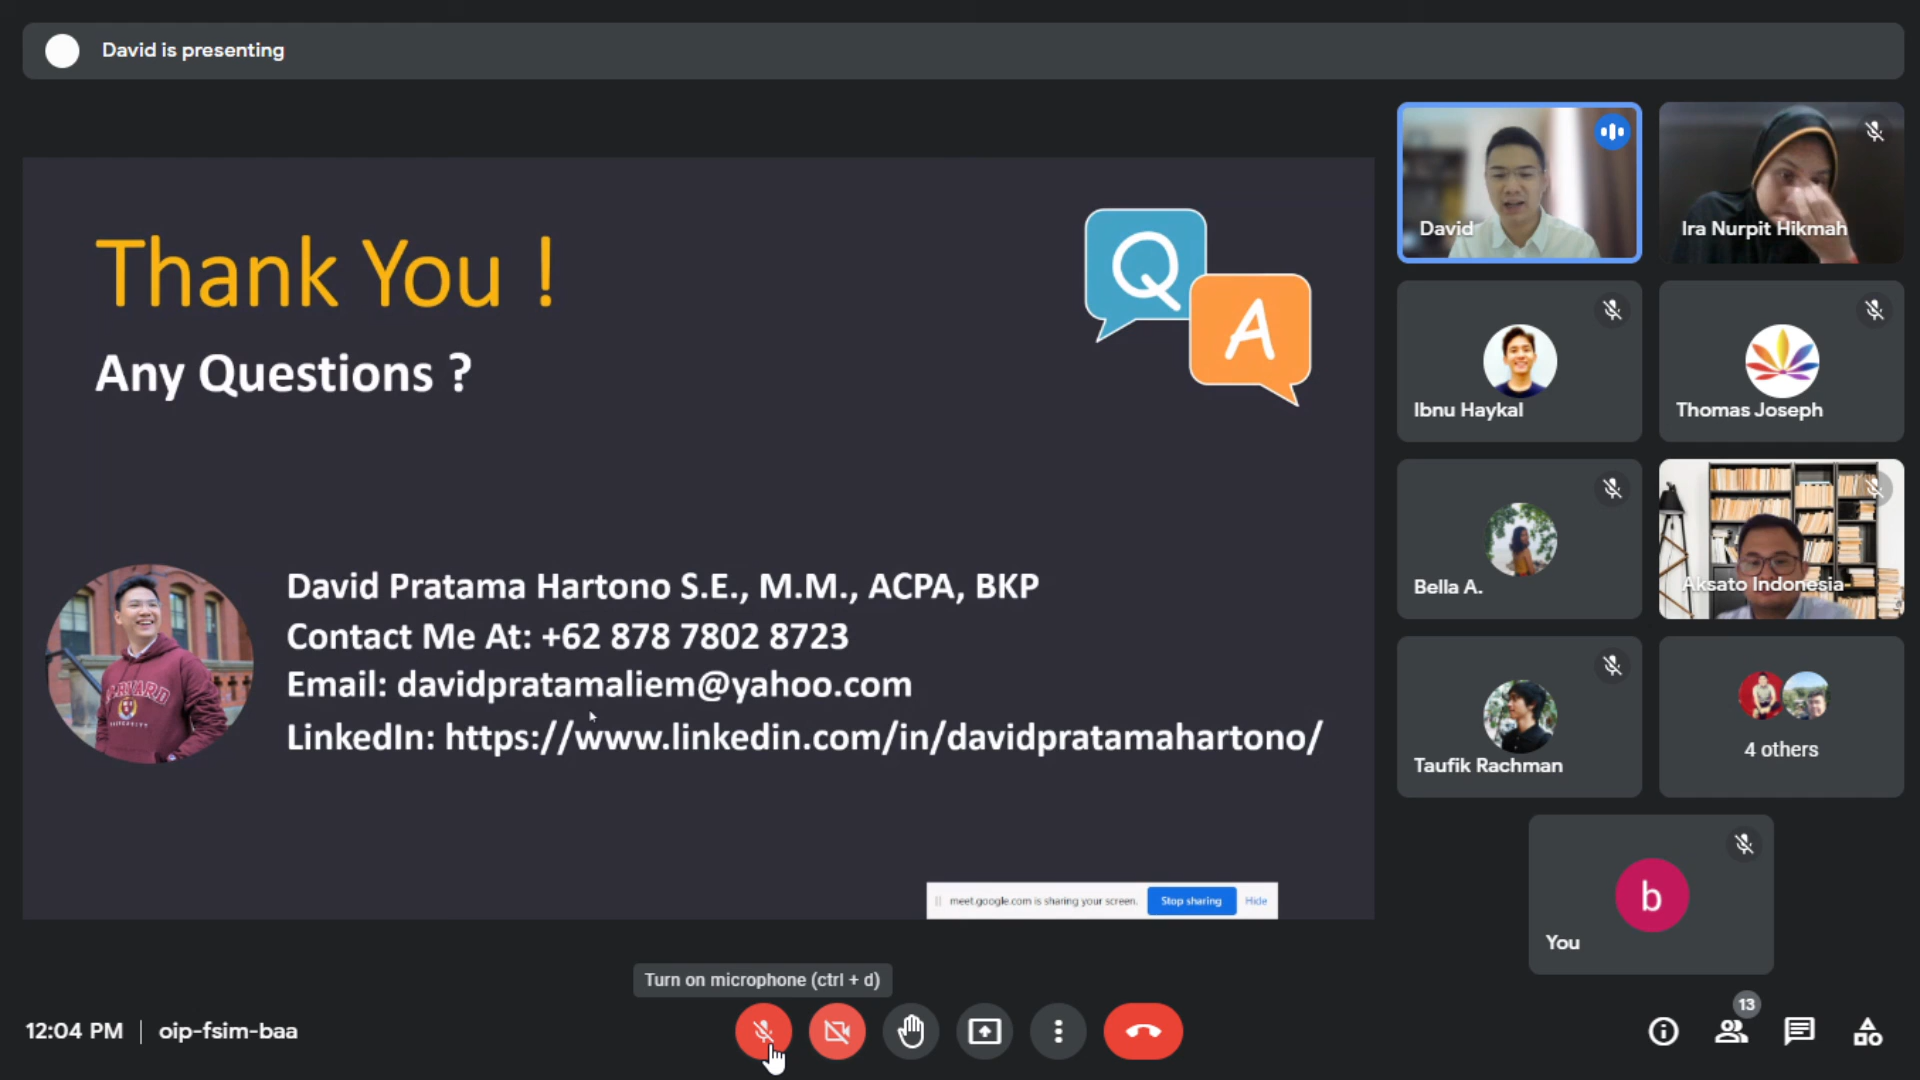 David is presenting
Thank You !
Any Questions ?
Q
A
David Pratama Hartono S.E., M.M., ACPA, BKP
Contact Me At: +62 878 7802 8723
Email: davidpratamaliem@yahoo.com
LinkedIn: https://www.linkedin.com/in/davidpratamahartono/
HARVARD
UNIVERSITY
meet.google.com is sharing your screen.
Stop sharing
Hide
David
Ira Nurpit Hikmah
Ibnu Haykal
Thomas Joseph
Bella A.
Aksato Indonesia
Taufik Rachman
4 others
b
You
Turn on microphone (ctrl + d)
12:04 PM | oip-fsim-baa
13